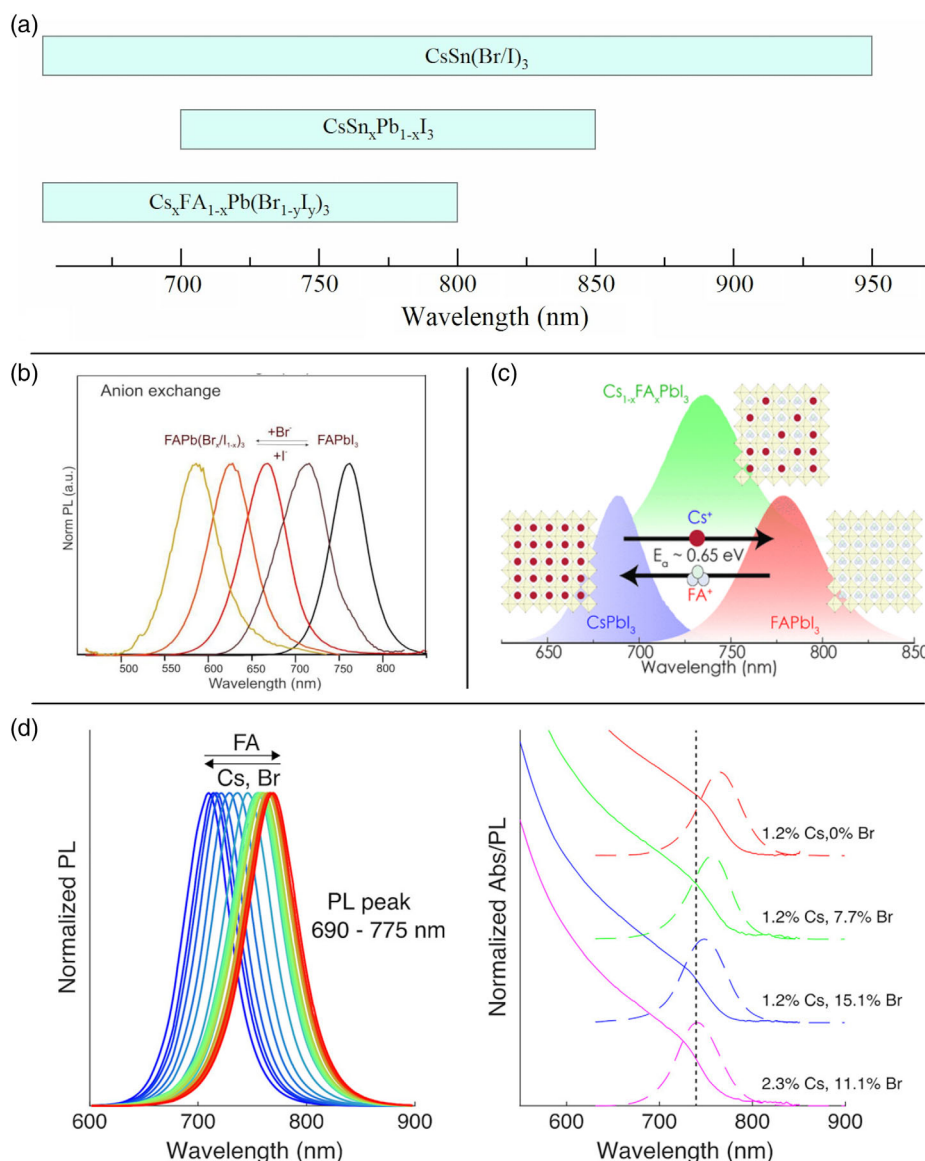 (a)
CsSn(Br/I)₃
CsSnₓPb₁₋ₓI₃
CsₓFA₁₋ₓPb(Br₁₋yIy)₃
700 750 800 850 900 950
Wavelength (nm)
(b)
Anion exchange
FAPb(Brₓ/I₁₋ₓ)₃ +Br⁻ FAPbI₃
+I⁻
Norm PL (a.u.)
500 550 600 650 700 750 800
Wavelength (nm)
(c)
Cs₁₋ₓFAₓPbI₃
Cs⁺
Eₐ ~ 0.65 eV
FA⁺
CsPbI₃
FAPbI₃
650 700 750 800 850
Wavelength (nm)
(d)
FA
Cs, Br
PL peak
690 - 775 nm
Normalized PL
600 700 800 900
Wavelength (nm)
Normalized Abs/PL
1.2% Cs,0% Br
1.2% Cs, 7.7% Br
1.2% Cs, 15.1% Br
2.3% Cs, 11.1% Br
600 700 800 900
Wavelength (nm)